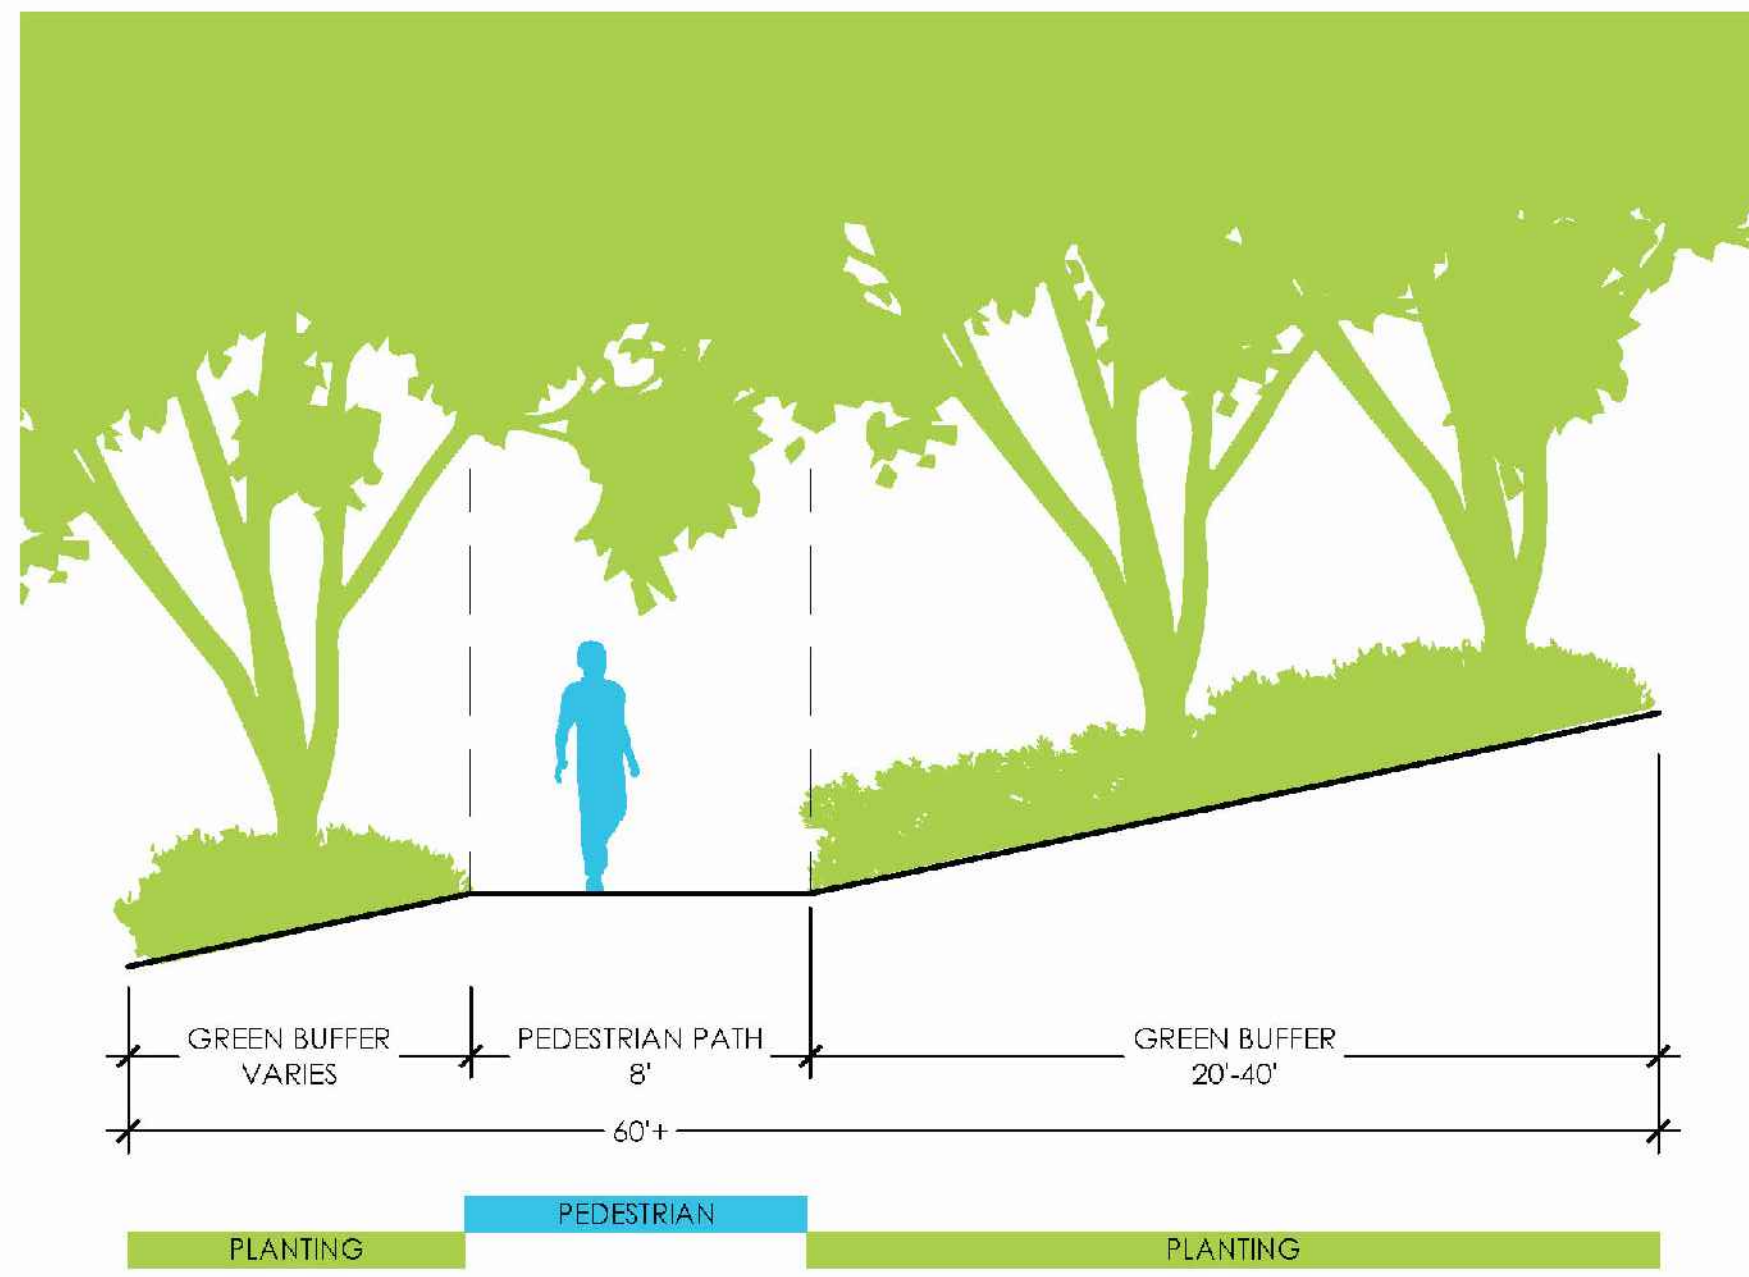 GREEN BUFFER
VARIES
PEDESTRIAN PATH
8'
GREEN BUFFER
20'-40'
60'+
PEDESTRIAN
PLANTING
PLANTING